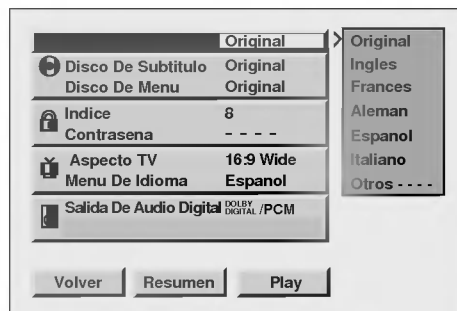 Original
Disco De Subtitulo Original
Disco De Menu Original
Indice 8
Contrasena - - - -
Aspecto TV 16:9 Wide
Menu De Idioma Espanol
Salida De Audio Digital DOLBY DIGITAL /PCM
Volver Resumen Play
Original
Ingles
Frances
Aleman
Espanol
Italiano
Otros - - - -